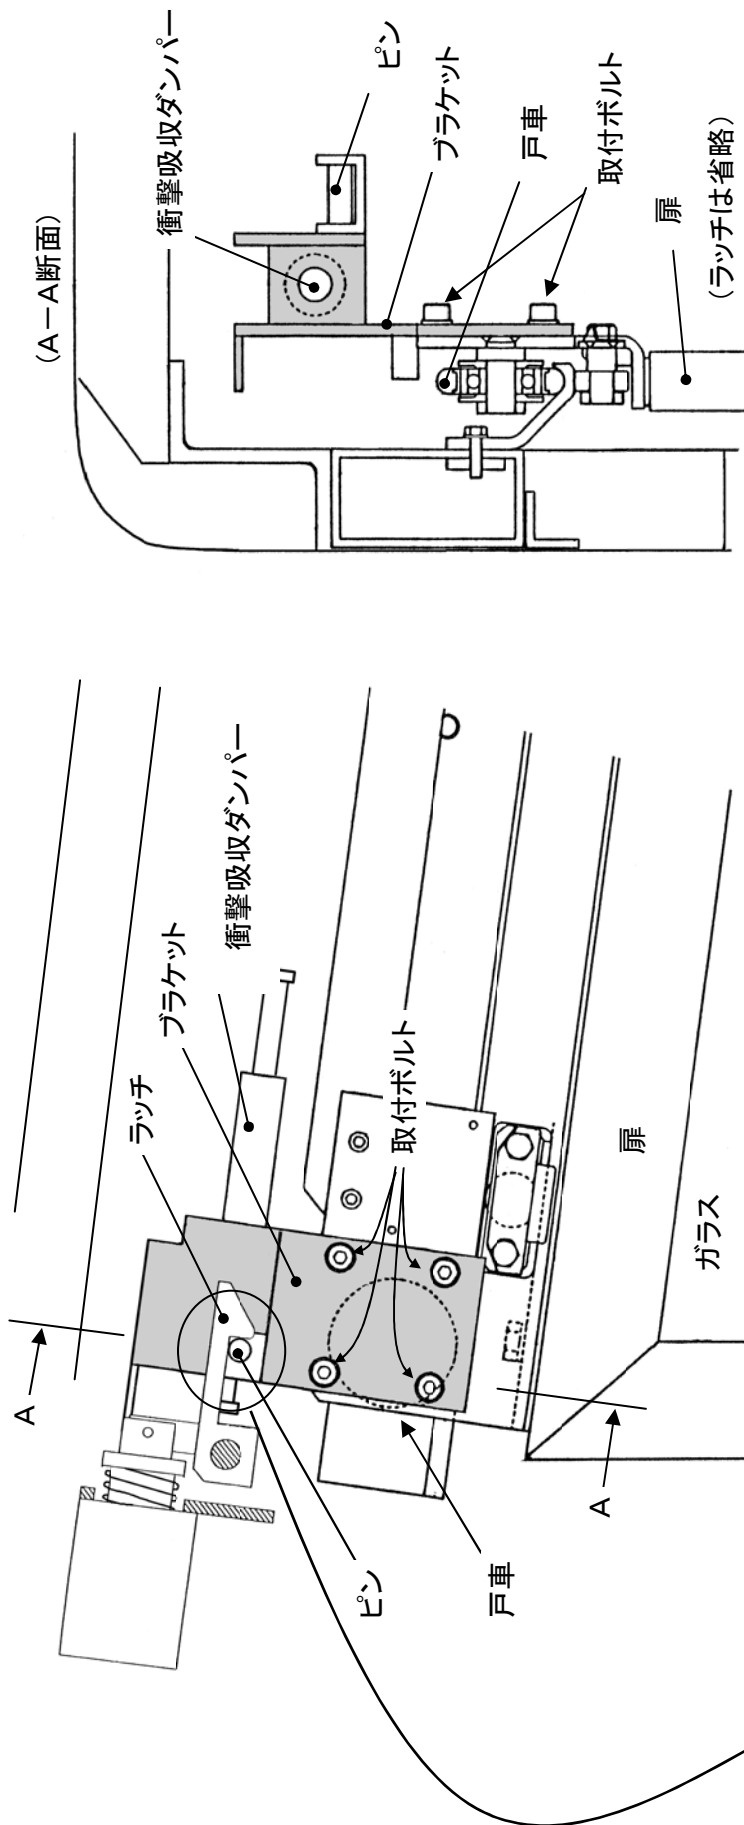 A
ラッチ
ブラケット
衝撃吸収ダンパー
ピン
取付ボルト
戸車
A
扉
ガラス
(A－A断面)
衝撃吸収ダンパー
ピン
ブラケット
戸車
取付ボルト
扉
(ラッチは省略)